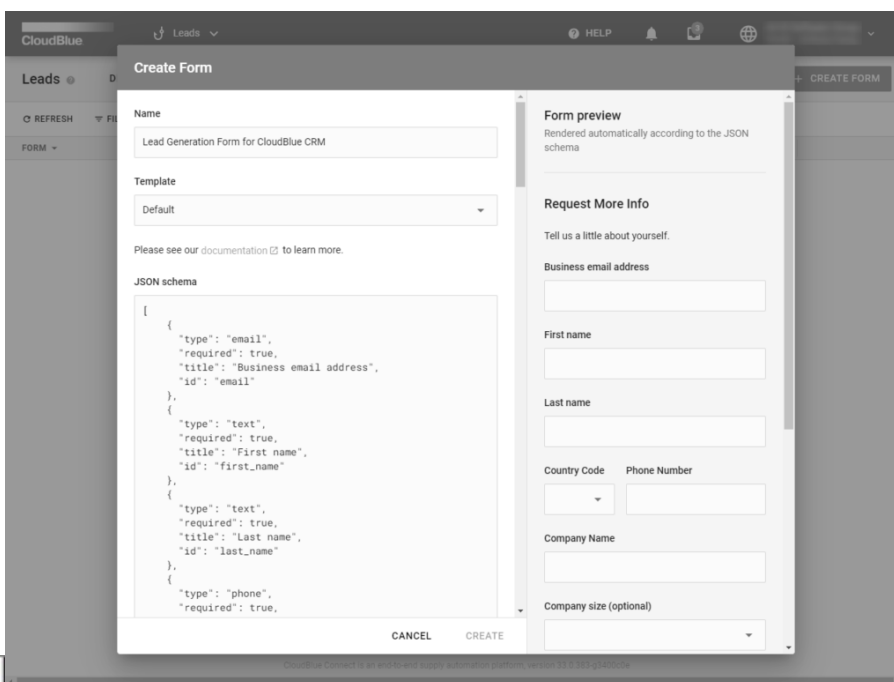 CloudBlue
Leads
HELP
Leads
D
+ CREATE FORM
REFRESH
FORM
Create Form
Name
Lead Generation Form for CloudBlue CRM
Template
Default
Please see our documentation to learn more.
JSON schema
[
{
"type": "email",
"required": true,
"title": "Business email address",
"id": "email"
},
{
"type": "text",
"required": true,
"title": "First name",
"id": "first_name"
},
{
"type": "text",
"required": true,
"title": "Last name",
"id": "last_name"
},
{
"type": "phone",
"required": true,
CANCEL
CREATE
Form preview
Rendered automatically according to the JSON
schema
Request More Info
Tell us a little about yourself.
Business email address
First name
Last name
Country Code Phone Number
Company Name
Company size (optional)
CloudBlue Connect is an end-to-end supply automation platform, version